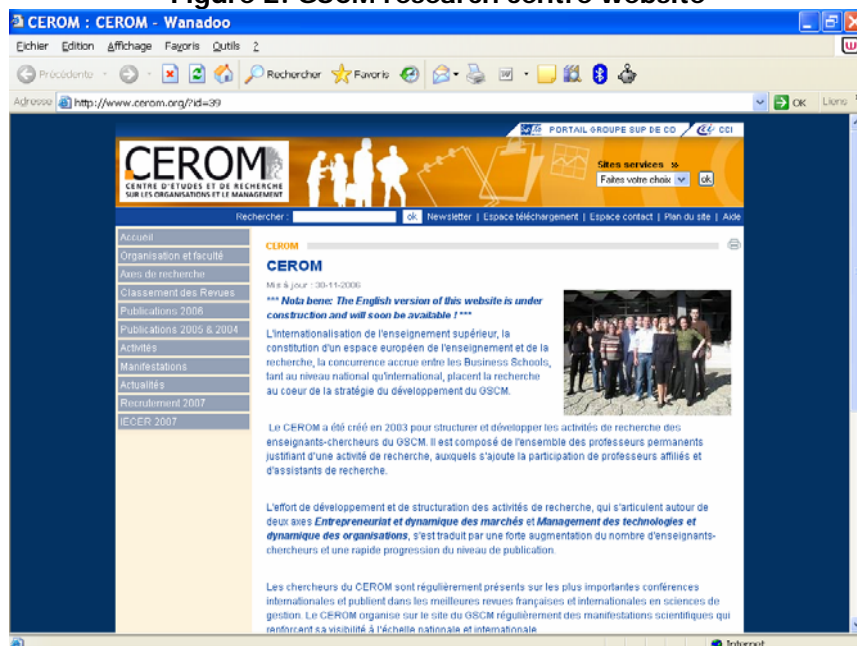 Figure 2: GSCM research centre website
CEROM : CEROM - Wanadoo
Fichier Edition Affichage Favoris Outils ?
Précédente Rechercher Favoris
Adresse http://www.cerom.org/?id=39 OK Liens
PORTAIL GROUPE SUP DE CO CCI
CEROM
CENTRE D'ÉTUDES ET DE RECHERCHE
SUR LES ORGANISATIONS ET LE MANAGEMENT
Sites services »
Faites votre choix ok
Rechercher : ok Newsletter | Espace téléchargement | Espace contact | Plan du site | Aide
Accueil
Organisation et faculté
Axes de recherche
Classement des Revues
Publications 2006
Publications 2005 & 2004
Activités
Manifestations
Actualités
Recrutement 2007
IECER 2007
CEROM
CEROM
Mis à jour : 30-11-2006
*** Nota bene: The English version of this website is under
construction and will soon be available ! ***
L'internationalisation de l'enseignement supérieur, la
constitution d'un espace européen de l'enseignement et de la
recherche, la concurrence accrue entre les Business Schools,
tant au niveau national qu'international, placent la recherche
au coeur de la stratégie du développement du GSCM.
Le CEROM a été créé en 2003 pour structurer et développer les activités de recherche des
enseignants-chercheurs du GSCM. Il est composé de l'ensemble des professeurs permanents
justifiant d'une activité de recherche, auxquels s'ajoute la participation de professeurs affiliés et
d'assistants de recherche.
L'effort de développement et de structuration des activités de recherche, qui s'articulent autour de
deux axes Entrepreneuriat et dynamique des marchés et Management des technologies et
dynamique des organisations, s'est traduit par une forte augmentation du nombre d'enseignants-
chercheurs et une rapide progression du niveau de publication.
Les chercheurs du CEROM sont régulièrement présents sur les plus importantes conférences
internationales et publient dans les meilleures revues françaises et internationales en sciences de
gestion. Le CEROM organise sur le site du GSCM régulièrement des manifestations scientifiques qui
renforcent sa visibilité à l'échelle nationale et internationale.
Internet